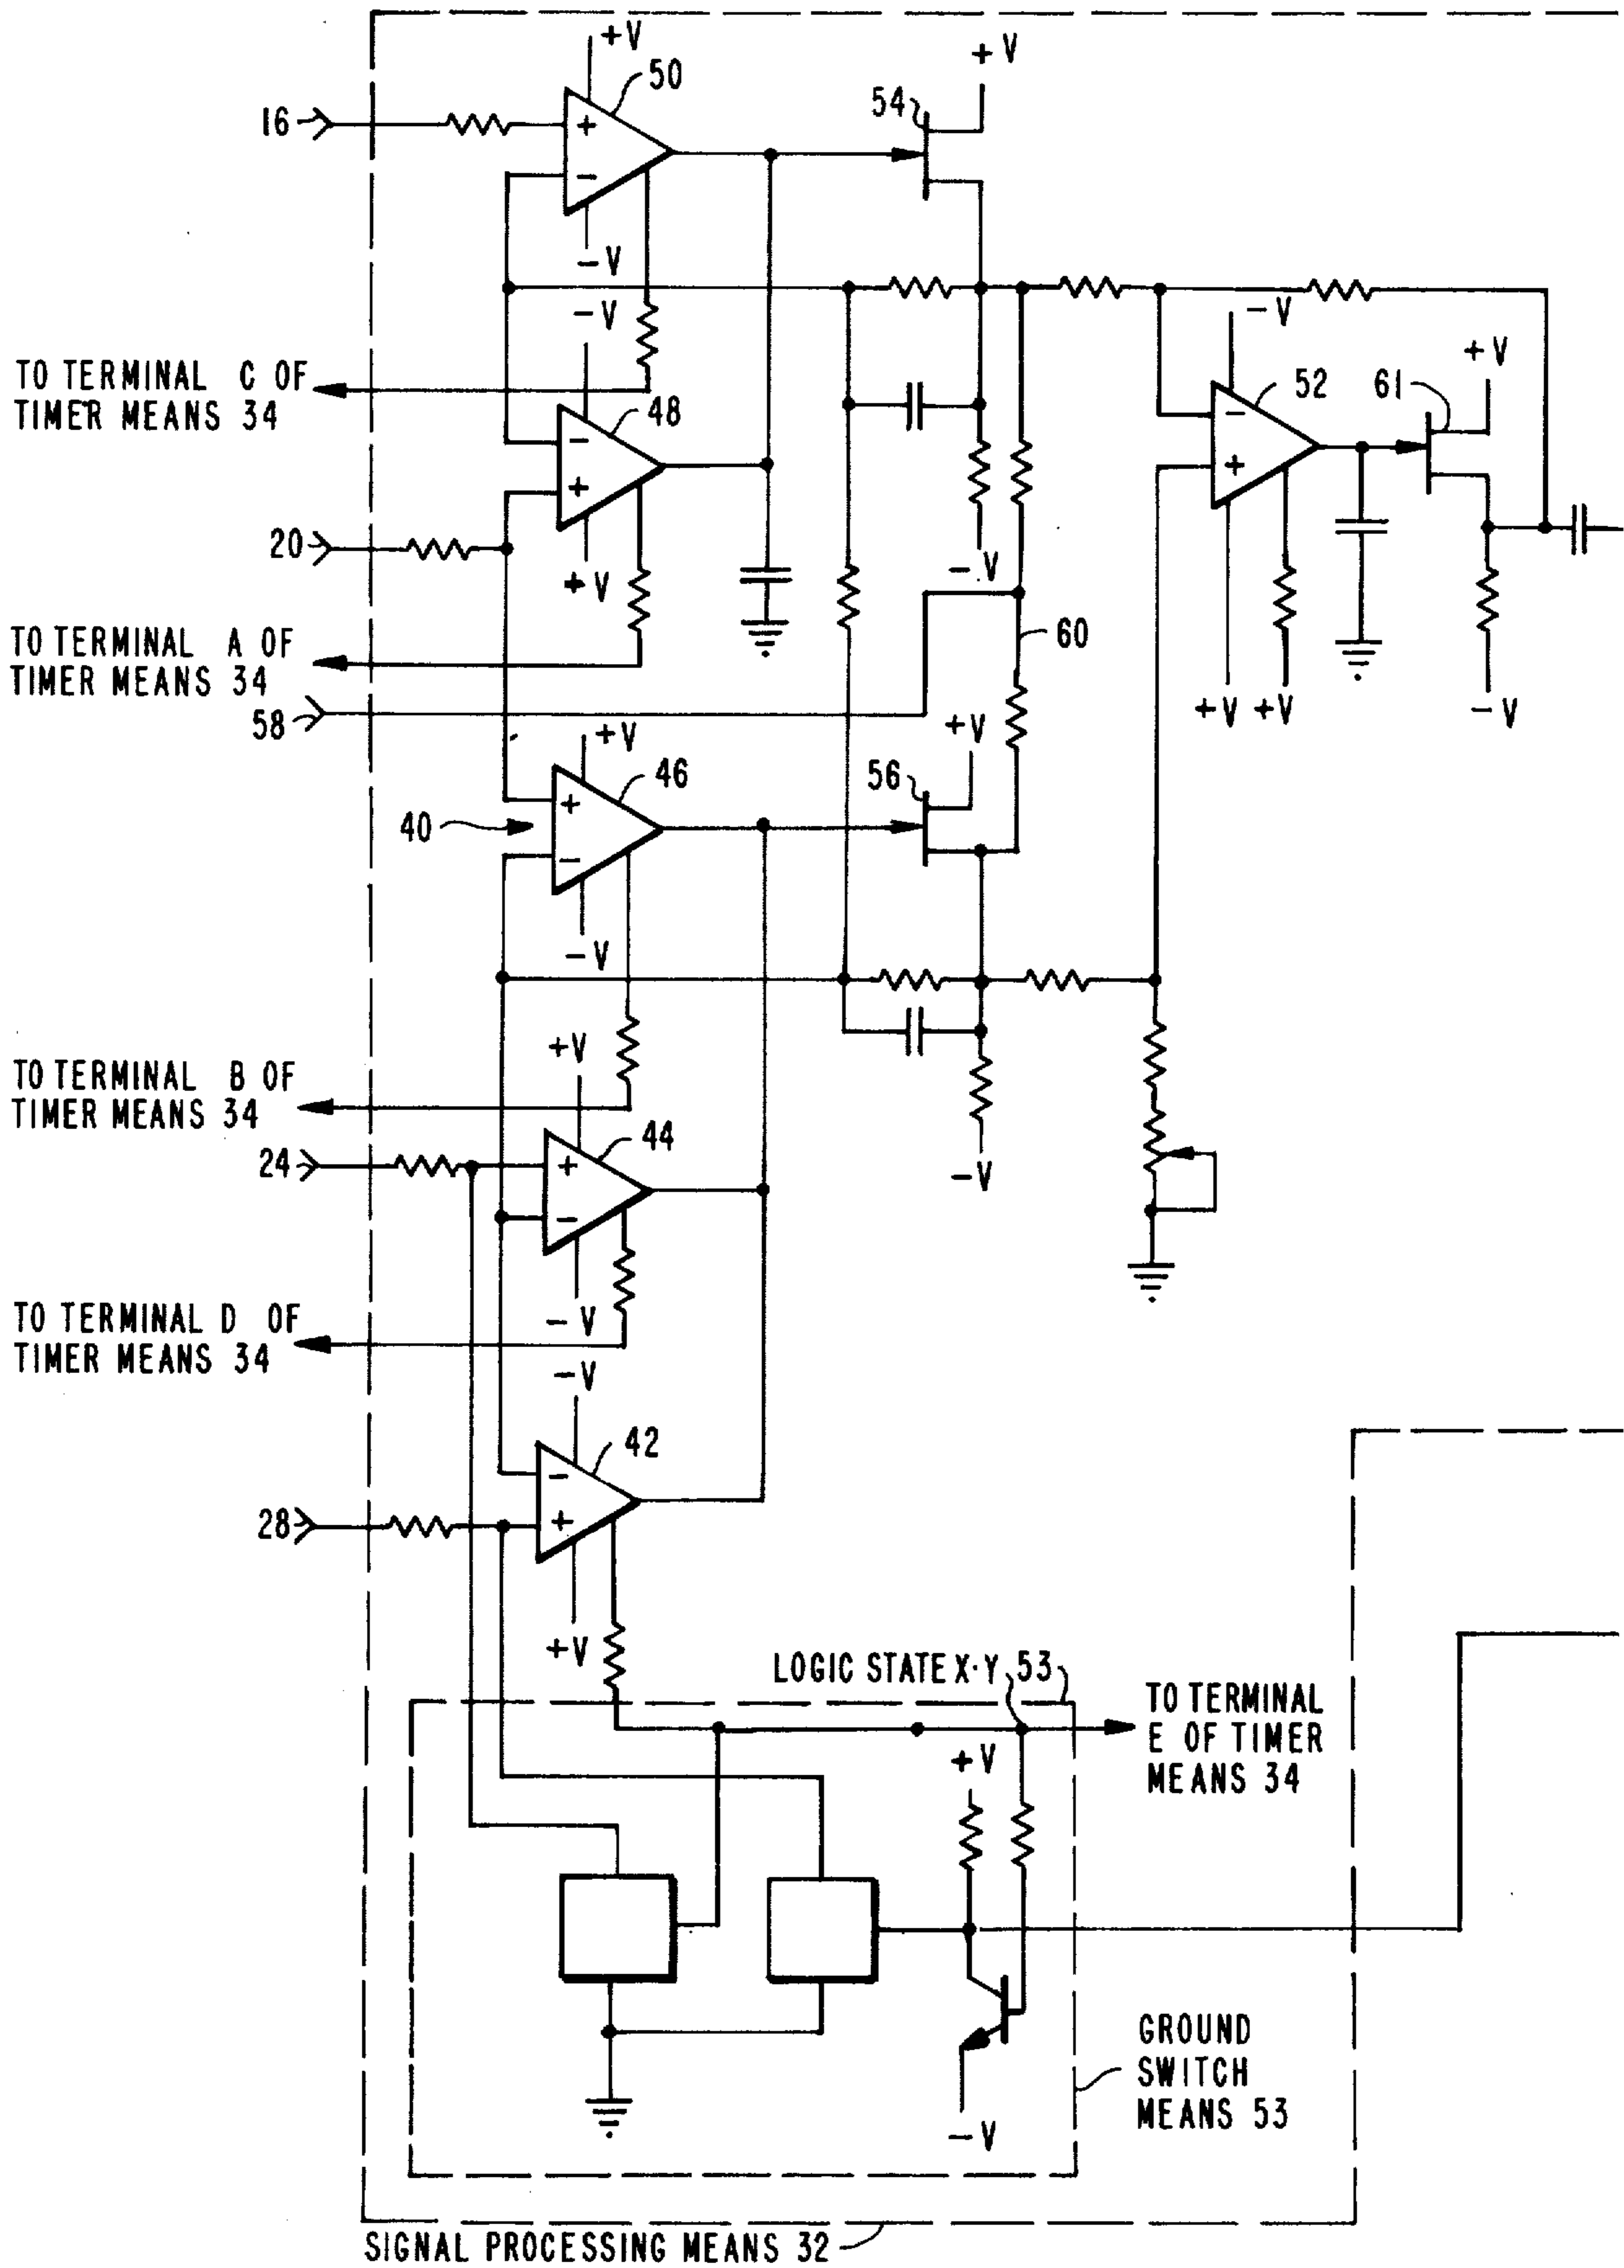 +V
50
+V
16
+
54
-
-V
-V
-V
+V
TO TERMINAL C OF
TIMER MEANS 34
48
52
61
-
-
+
+
20
+V
-V
60
TO TERMINAL A OF
TIMER MEANS 34
58
+V
+V
-V
+V
+V
46
56
40
+
-
-V
+V
TO TERMINAL B OF
TIMER MEANS 34
44
24
+
-V
-
TO TERMINAL D OF
TIMER MEANS 34
-V
-V
42
-
28
+
+V
LOGIC STATE X·Y
53
TO TERMINAL
E OF TIMER
MEANS 34
+V
GROUND
SWITCH
MEANS 53
-V
SIGNAL PROCESSING MEANS 32